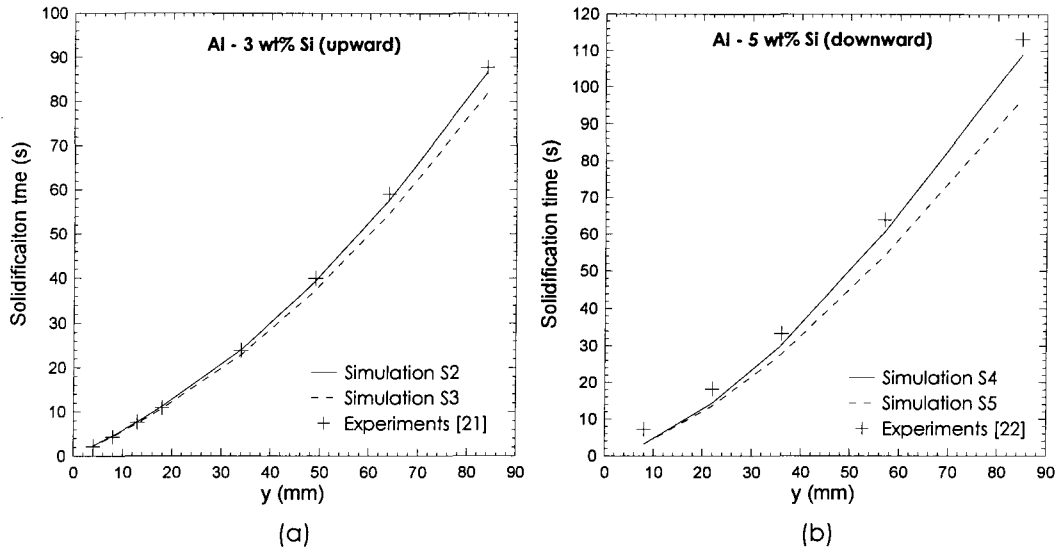 Al - 3 wt% Si (upward)
Solidificaiton tme (s)
100
90
80
70
60
50
40
30
20
10
0
Simulation S2
Simulation S3
Experiments [21]
0 10 20 30 40 50 60 70 80 90
y (mm)
(a)
Al - 5 wt% Si (downward)
Solidification time (s)
120
110
100
90
80
70
60
50
40
30
20
10
0
Simulation S4
Simulation S5
Experiments [22]
0 10 20 30 40 50 60 70 80 90
y (mm)
(b)